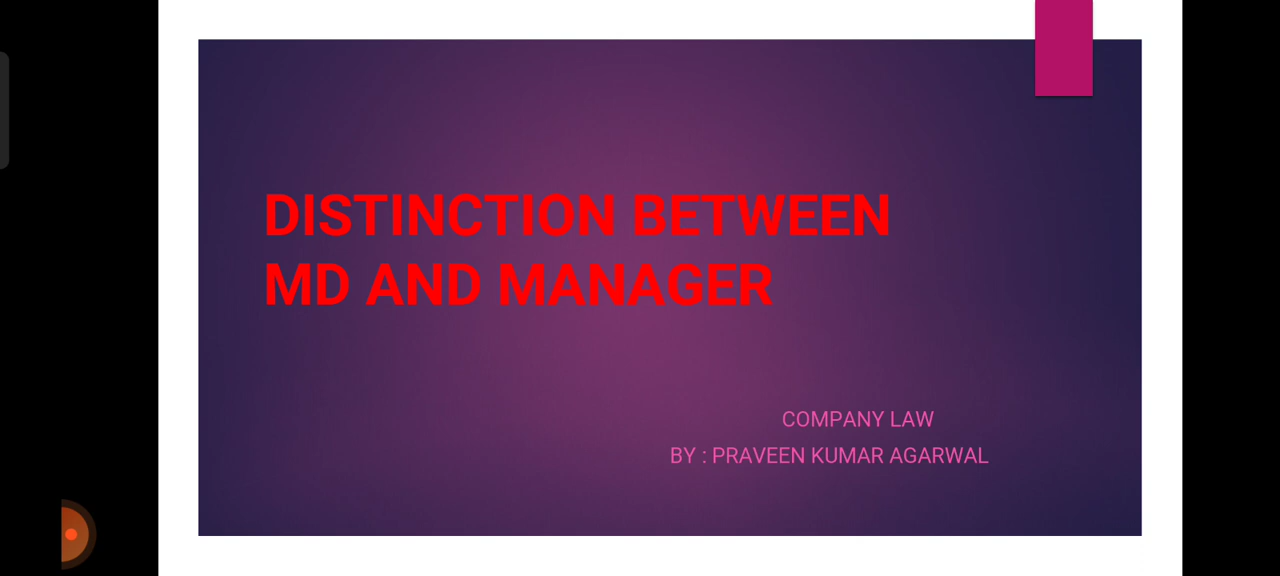 DISTINCTION BETWEEN
MD AND MANAGER
COMPANY LAW
BY : PRAVEEN KUMAR AGARWAL